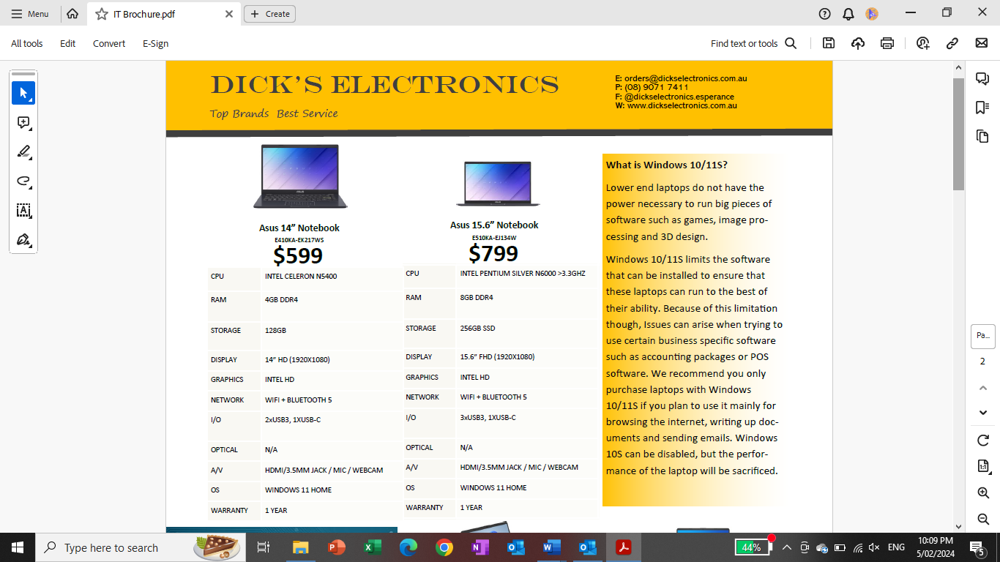 Menu
IT Brochure.pdf
Create
All tools
Edit
Convert
E-Sign
Find text or tools
DICK'S ELECTRONICS
Top Brands Best Service
E: orders@dickselectronics.com.au
P: (08) 9071 7411
F: @dickselectronics.esperance
W: www.dickselectronics.com.au
Asus 14” Notebook
E410KA-EK217WS
$599
CPU INTEL CELERON N5400
RAM 4GB DDR4
STORAGE 128GB
DISPLAY 14” HD (1920X1080)
GRAPHICS INTEL HD
NETWORK WIFI + BLUETOOTH 5
I/O 2xUSB3, 1XUSB-C
OPTICAL N/A
A/V HDMI/3.5MM JACK / MIC / WEBCAM
OS WINDOWS 11 HOME
WARRANTY 1 YEAR
Asus 15.6” Notebook
E510KA-EJ134W
$799
CPU INTEL PENTIUM SILVER N6000 >3.3GHZ
RAM 8GB DDR4
STORAGE 256GB SSD
DISPLAY 15.6” FHD (1920X1080)
GRAPHICS INTEL HD
NETWORK WIFI + BLUETOOTH 5
I/O 3xUSB3, 1XUSB-C
OPTICAL N/A
A/V HDMI/3.5MM JACK / MIC / WEBCAM
OS WINDOWS 11 HOME
WARRANTY 1 YEAR
What is Windows 10/11S?
Lower end laptops do not have the
power necessary to run big pieces of
software such as games, image pro-
cessing and 3D design.
Windows 10/11S limits the software
that can be installed to ensure that
these laptops can run to the best of
their ability. Because of this limitation
though, Issues can arise when trying to
use certain business specific software
such as accounting packages or POS
software. We recommend you only
purchase laptops with Windows
10/11S if you plan to use it mainly for
browsing the internet, writing up doc-
uments and sending emails. Windows
10S can be disabled, but the perfor-
mance of the laptop will be sacrificed.
Pa...
2
1:1
Type here to search
44%
ENG
10:09 PM
5/02/2024
5